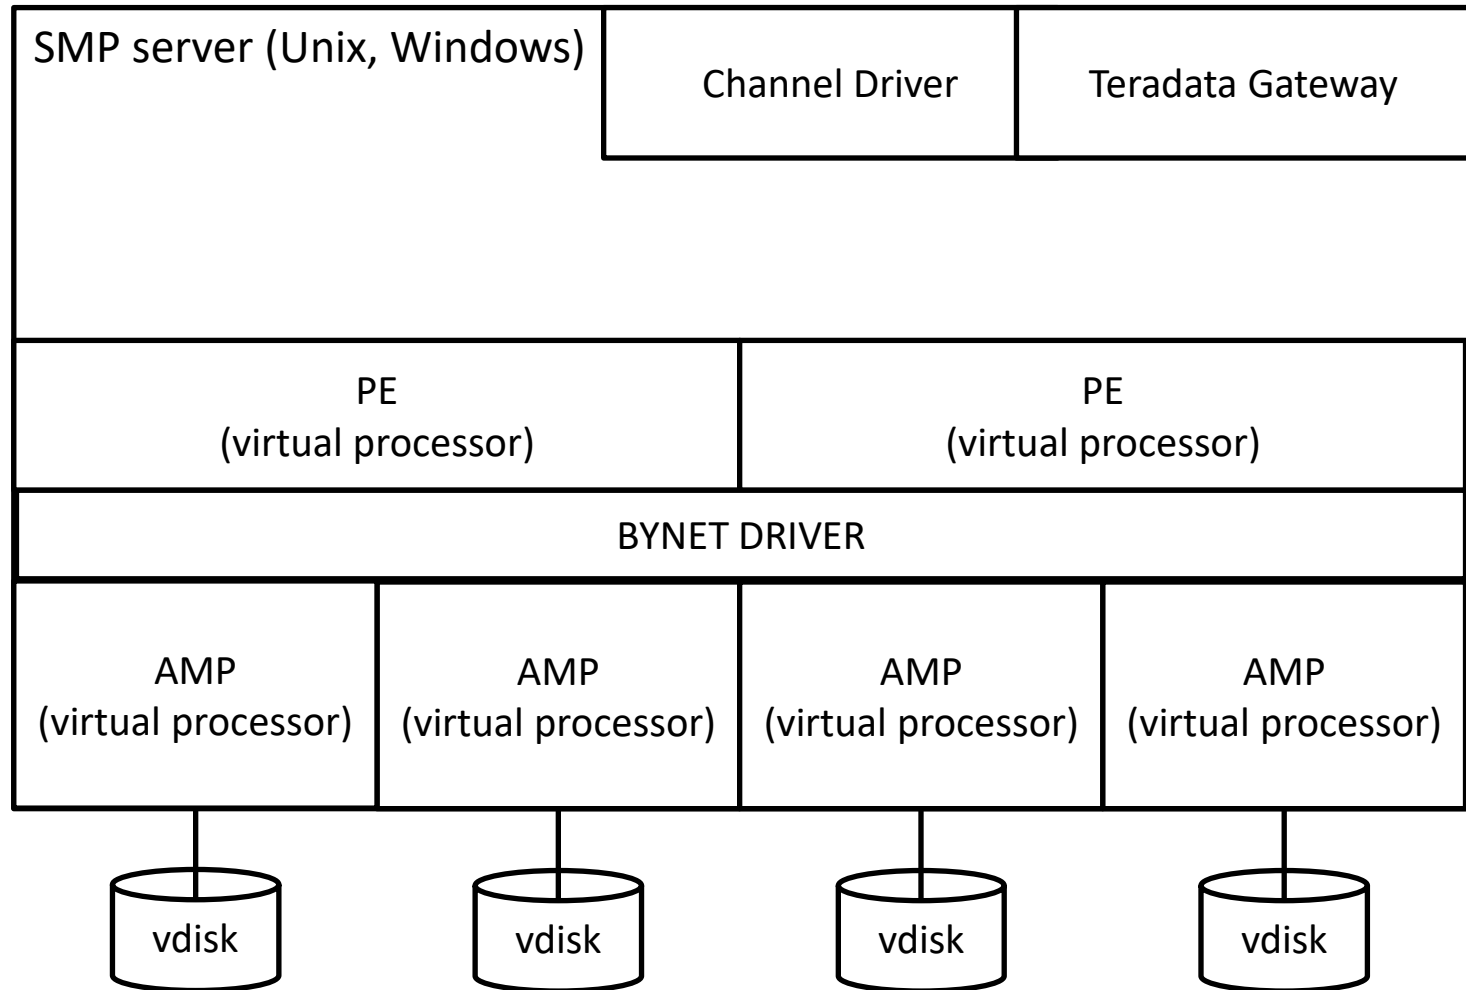 SMP server (Unix, Windows)
Channel Driver
Teradata Gateway
PE
(virtual processor)
PE
(virtual processor)
BYNET DRIVER
AMP
(virtual processor)
AMP
(virtual processor)
AMP
(virtual processor)
AMP
(virtual processor)
vdisk
vdisk
vdisk
vdisk